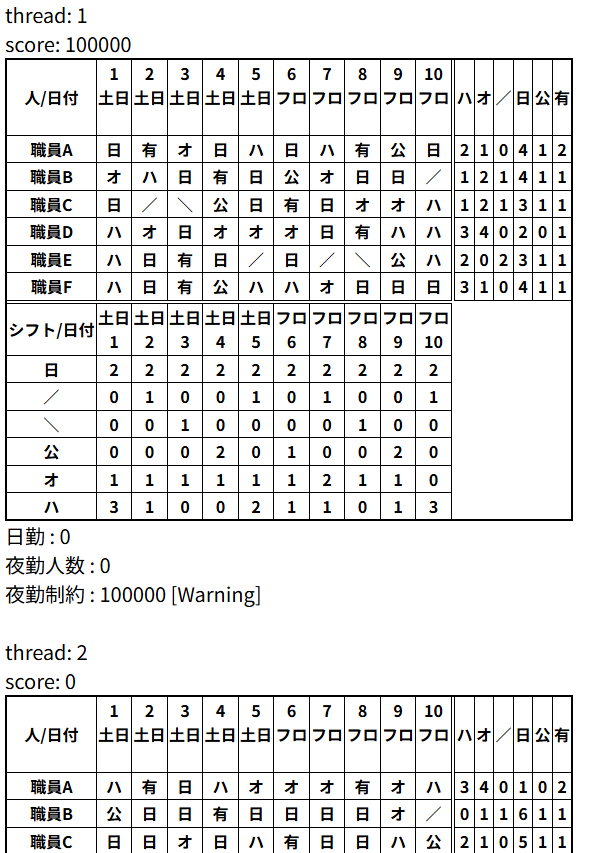 thread: 1
score: 100000
人/日付 1 2 3 4 5 6 7 8 9 10 ハ オ ／ 日 公 有
土日 土日 土日 土日 土日 フロ フロ フロ フロ フロ
職員A 日 有 オ 日 ハ 日 ハ 有 公 日 2 1 0 4 1 2
職員B オ ハ 日 有 日 公 オ 日 日 ／ 1 2 1 4 1 1
職員C 日 ／ ＼ 公 日 有 日 オ オ ハ 1 2 1 3 1 1
職員D ハ オ 日 オ オ オ 日 有 ハ ハ 3 4 0 2 0 1
職員E ハ 日 有 日 ／ 日 ／ ＼ 公 ハ 2 0 2 3 1 1
職員F ハ 日 有 公 ハ ハ オ 日 日 日 3 1 0 4 1 1
シフト/日付 土日 土日 土日 土日 土日 フロ フロ フロ フロ フロ
1 2 3 4 5 6 7 8 9 10
日 2 2 2 2 2 2 2 2 2 2
／ 0 1 0 0 1 0 1 0 0 1
＼ 0 0 1 0 0 0 0 1 0 0
公 0 0 0 2 0 1 0 0 2 0
オ 1 1 1 1 1 1 2 1 1 0
ハ 3 1 0 0 2 1 1 0 1 3
日勤 : 0
夜勤人数 : 0
夜勤制約 : 100000 [Warning]
thread: 2
score: 0
人/日付 1 2 3 4 5 6 7 8 9 10 ハ オ ／ 日 公 有
土日 土日 土日 土日 土日 フロ フロ フロ フロ フロ
職員A ハ 有 日 ハ オ オ オ 有 オ ハ 3 4 0 1 0 2
職員B 公 日 日 有 日 日 日 日 オ ／ 0 1 1 6 1 1
職員C 日 日 オ 日 ハ 有 日 日 ハ 公 2 1 0 5 1 1